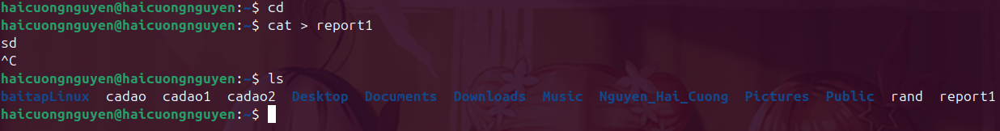 haicuongnguyen@haicuongnguyen:~$ cd
haicuongnguyen@haicuongnguyen:~$ cat > report1
sd
^C
haicuongnguyen@haicuongnguyen:~$ ls
baitapLinux  cadao  cadao1  cadao2  Desktop  Documents  Downloads  Music  Nguyen_Hai_Cuong  Pictures  Public  rand  report1
haicuongnguyen@haicuongnguyen:~$